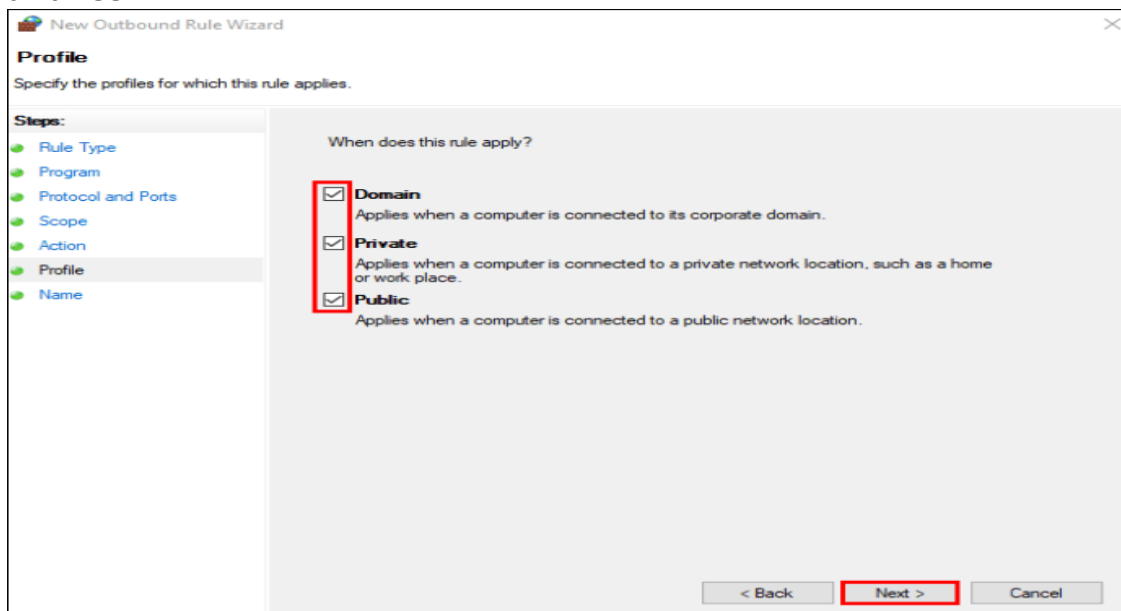 New Outbound Rule Wizard
Profile
Specify the profiles for which this rule applies.
Steps:
Rule Type
Program
Protocol and Ports
Scope
Action
Profile
Name
When does this rule apply?
Domain
Applies when a computer is connected to its corporate domain.
Private
Applies when a computer is connected to a private network location, such as a home
or work place.
Public
Applies when a computer is connected to a public network location.
< Back
Next >
Cancel